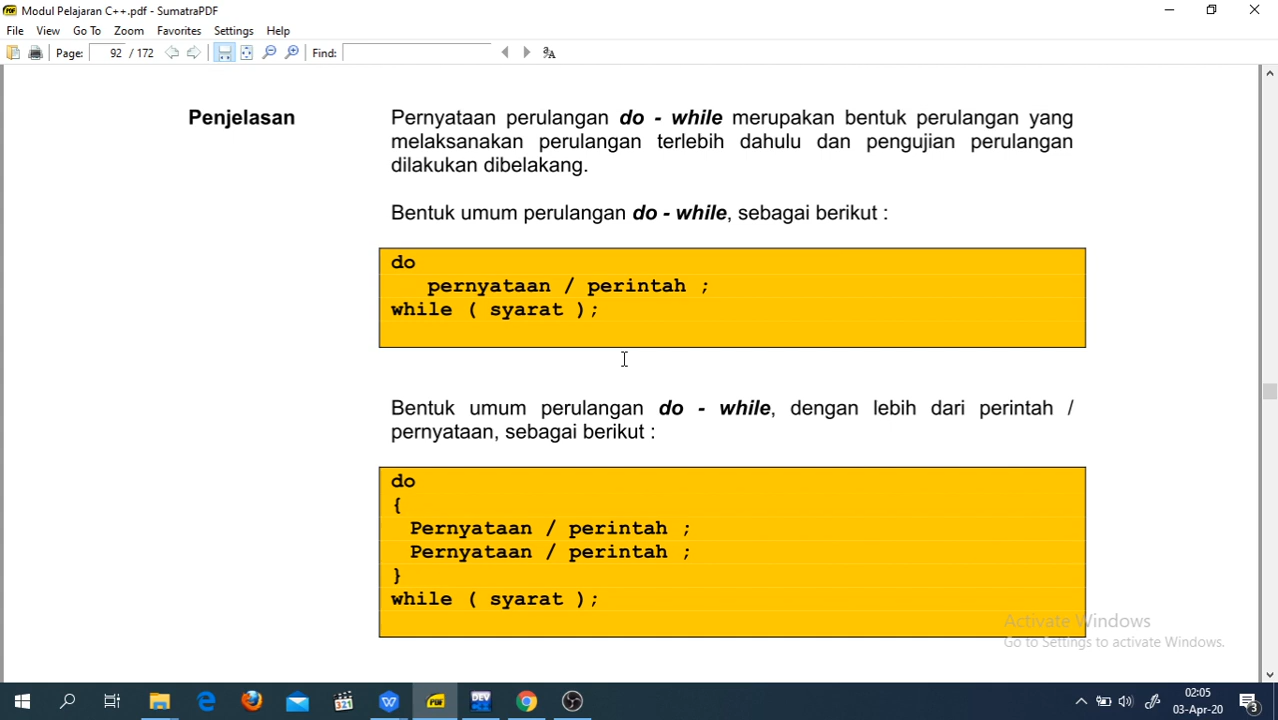 Modul Pelajaran C++.pdf - SumatraPDF
File View Go To Zoom Favorites Settings Help
Page: 92 / 172 Find:
Penjelasan
Pernyataan perulangan do - while merupakan bentuk perulangan yang
melaksanakan perulangan terlebih dahulu dan pengujian perulangan
dilakukan dibelakang.
Bentuk umum perulangan do - while, sebagai berikut :
do
pernyataan / perintah ;
while ( syarat );
Bentuk umum perulangan do - while, dengan lebih dari perintah /
pernyataan, sebagai berikut :
do
{
Pernyataan / perintah ;
Pernyataan / perintah ;
}
while ( syarat );
Activate Windows
Go to Settings to activate Windows.
02:05
03-Apr-20
3